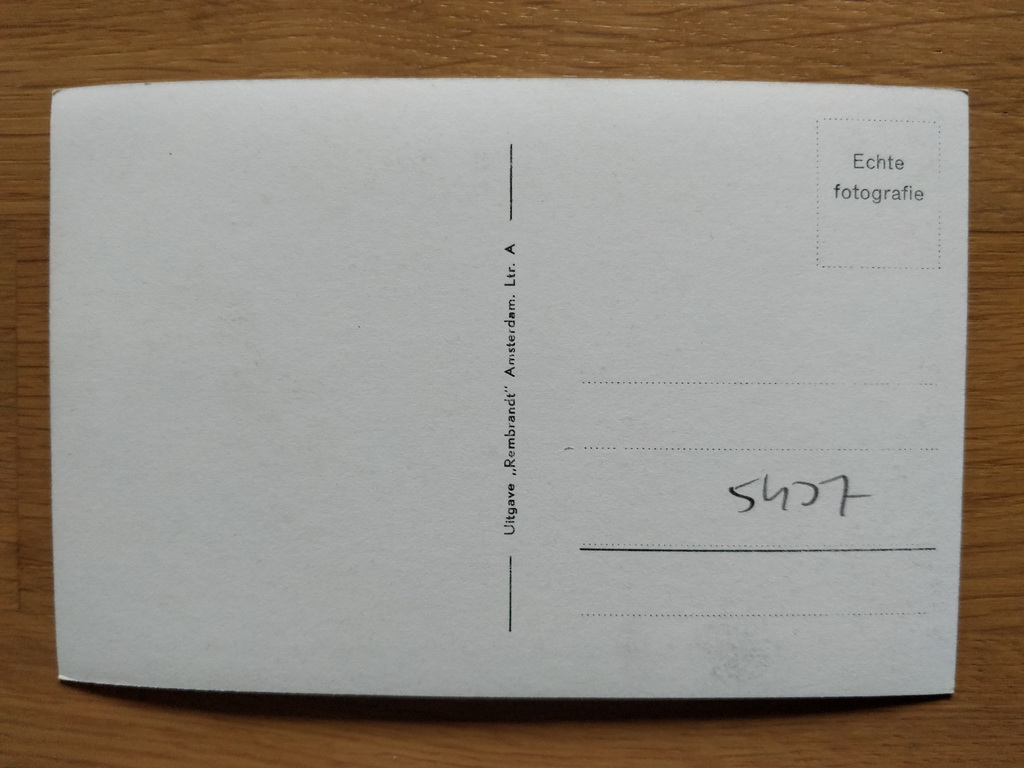 Echte
fotografie
Uitgave „Rembrandt” Amsterdam. Ltr. A
5407